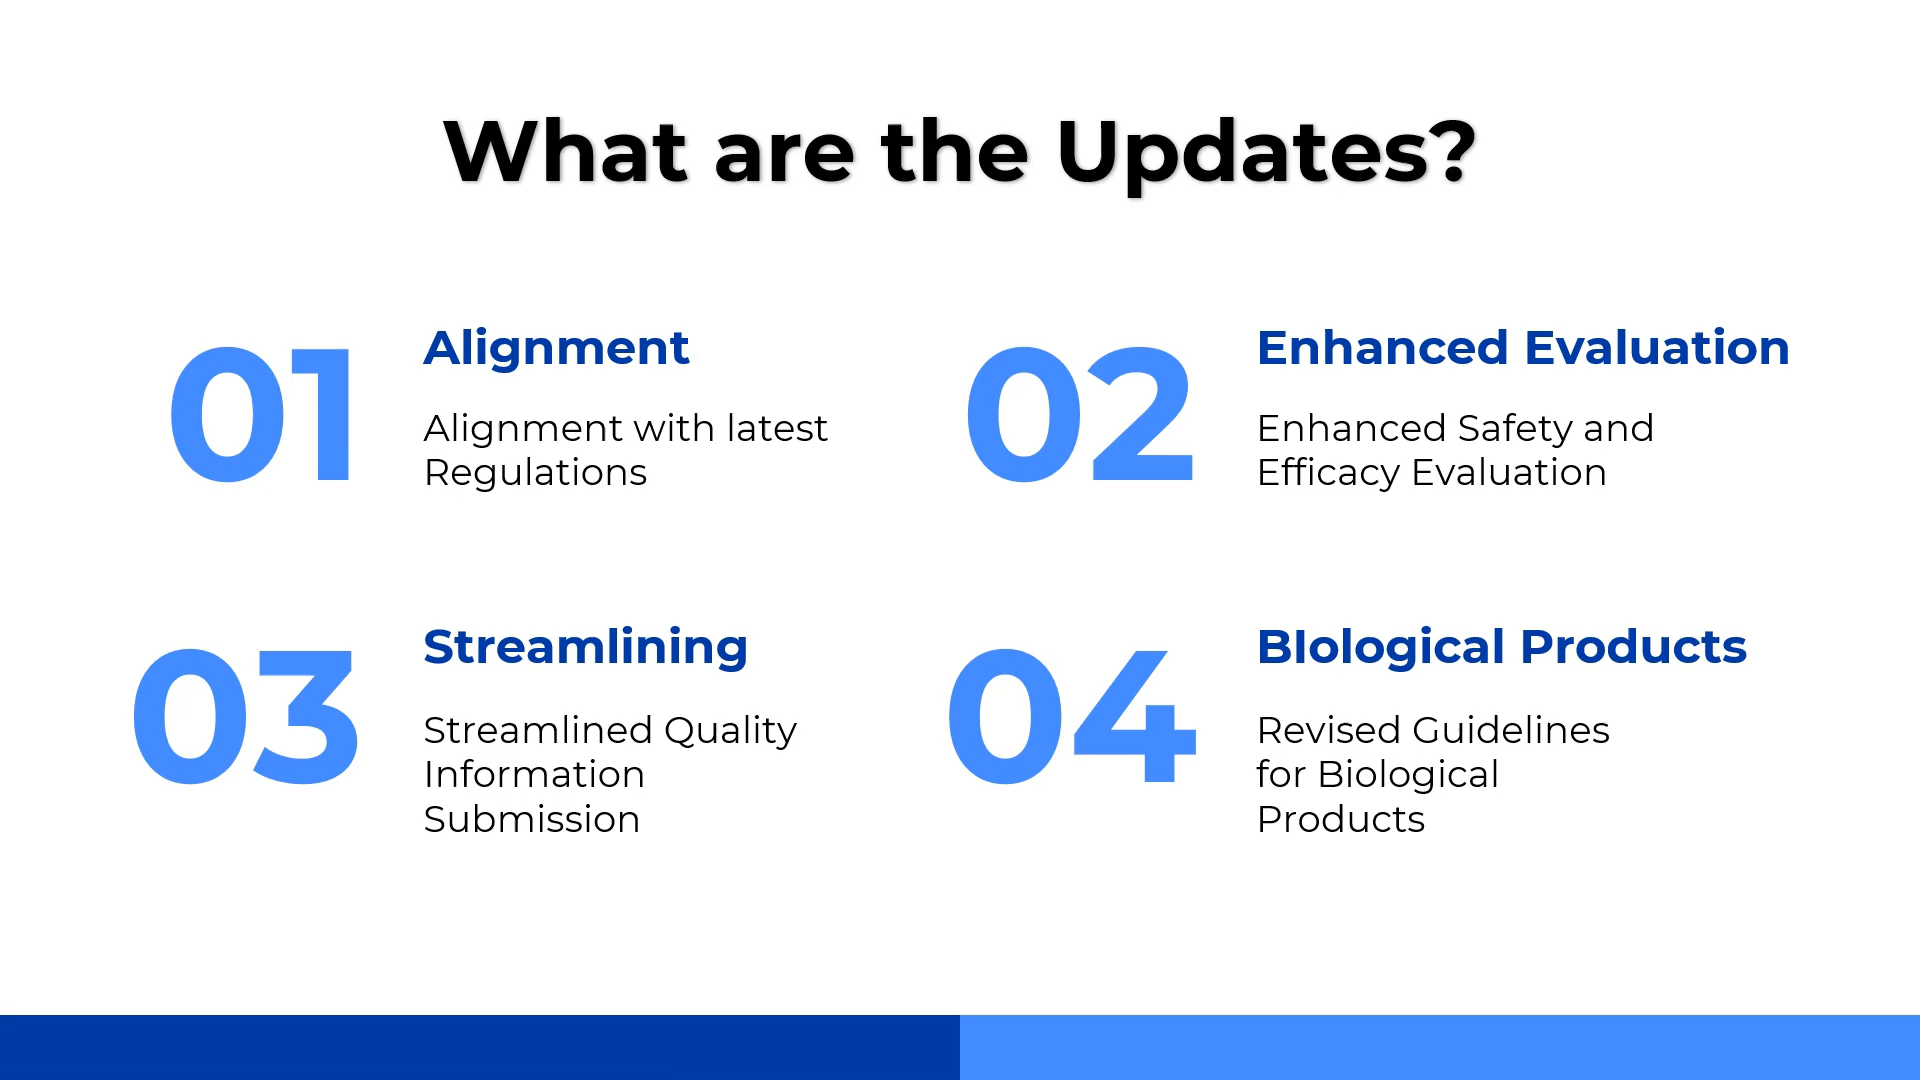 What are the Updates?
01
Alignment
Alignment with latest
Regulations
02
Enhanced Evaluation
Enhanced Safety and
Efficacy Evaluation
03
Streamlining
Streamlined Quality
Information
Submission
04
BIological Products
Revised Guidelines
for Biological
Products